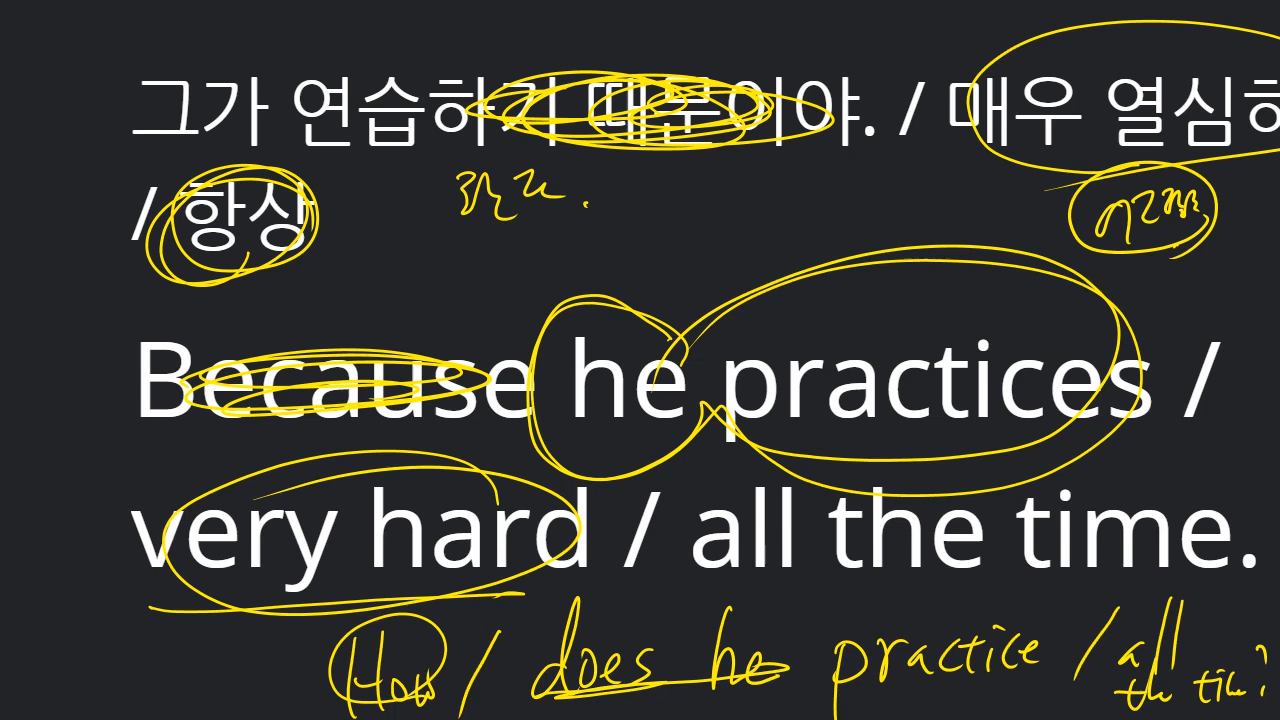 그가 연습하기 때문이야. / 매우 열심히
/ 항상
Because he practices /
very hard / all the time.
How / does he practice / all
the time?